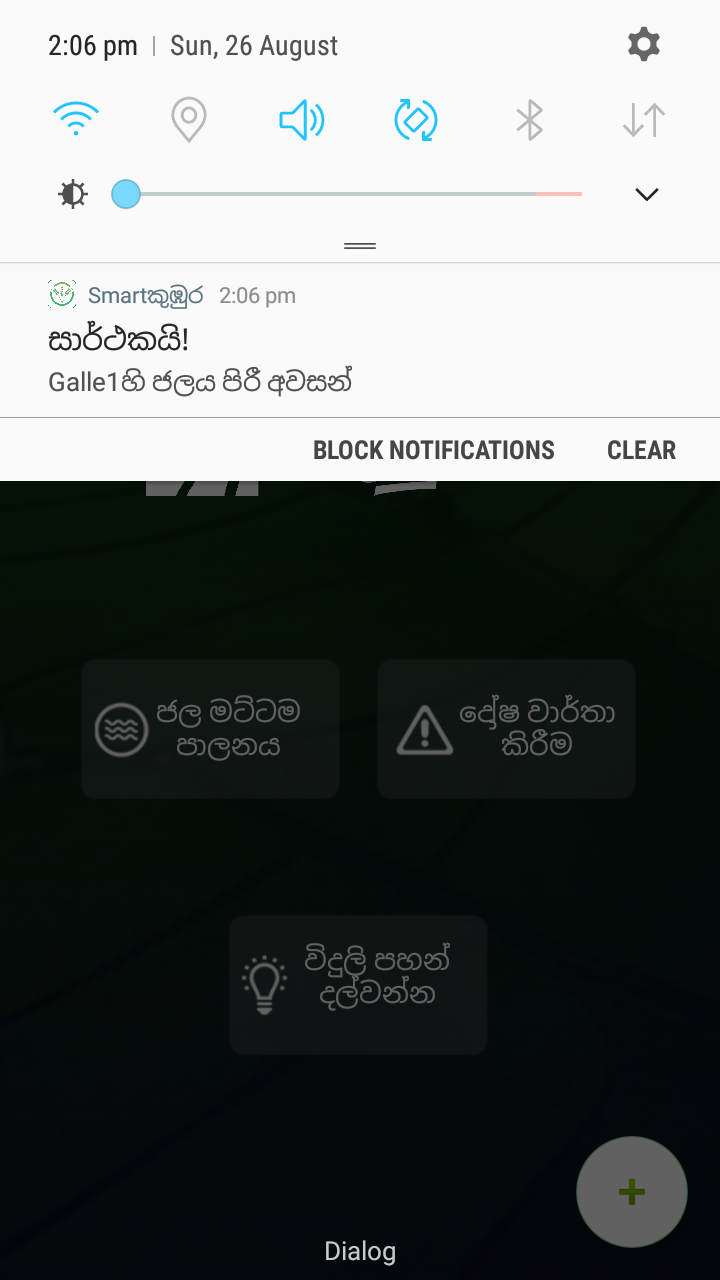 2:06 pm | Sun, 26 August
Smartකුඹුර 2:06 pm
සාර්ථකයි!
Galle1හි ජලය පිරී අවසන්
BLOCK NOTIFICATIONS CLEAR
ජල මට්ටම
පාලනය
දෝෂ වාර්තා
කිරීම
විදුලි පහන්
දල්වන්න
Dialog